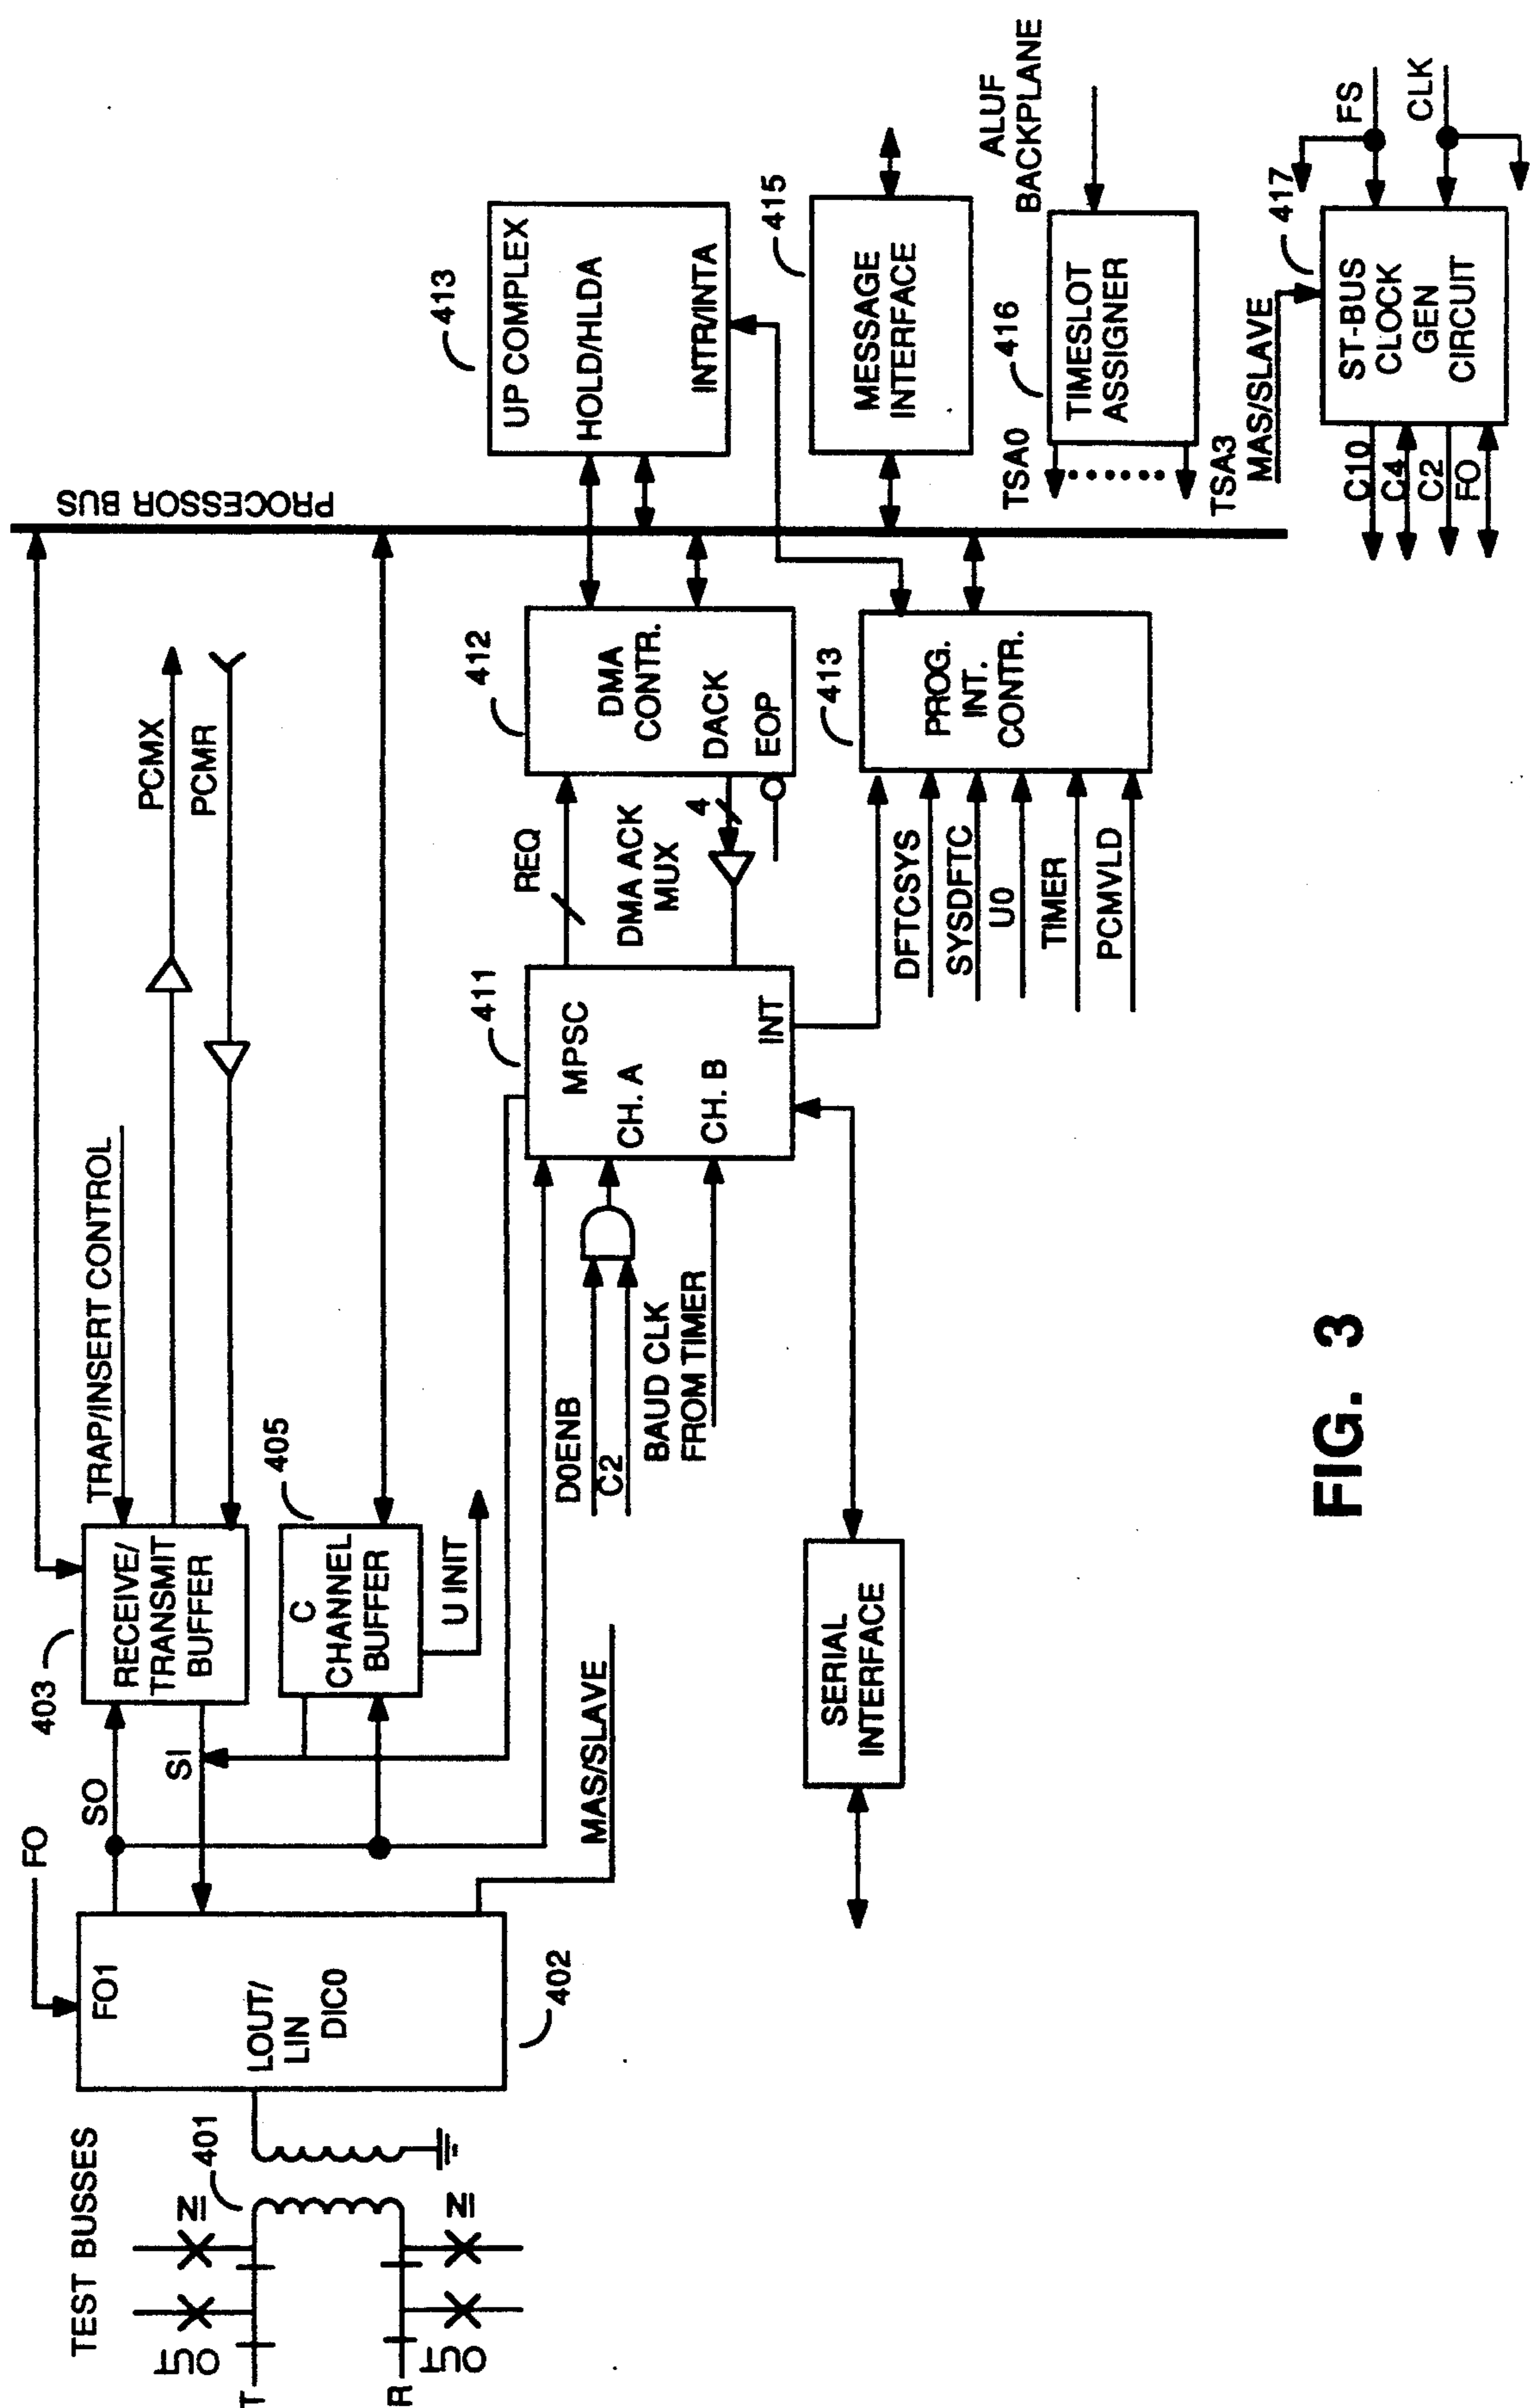 TEST BUSSES
OUT
IN
T
401
OUT
IN
R
FO
FO1
LOUT/
LIN
DIC0
402
SO
SI
MAS/SLAVE
403
RECEIVE/
TRANSMIT
BUFFER
TRAP/INSERT CONTROL
PCMX
PCMR
405
C
CHANNEL
BUFFER
U INIT
D0ENB
C2
BAUD CLK
FROM TIMER
411
MPSC
CH. A
CH. B
INT
REQ
DMA ACK
MUX
4
412
DMA
CONTR.
DACK
EOP
PROCESSOR BUS
413
UP COMPLEX
HOLD/HLDA
INTR/INTA
SERIAL
INTERFACE
DFTCSYS
SYSDFTC
U0
TIMER
PCMVLD
413
PROG.
INT.
CONTR.
415
MESSAGE
INTERFACE
ALUF
BACKPLANE
416
TIMESLOT
ASSIGNER
TSA0
TSA3
MAS/SLAVE
417
ST-BUS
CLOCK
GEN
CIRCUIT
FS
CLK
C10
C4
C2
FO
FIG. 3